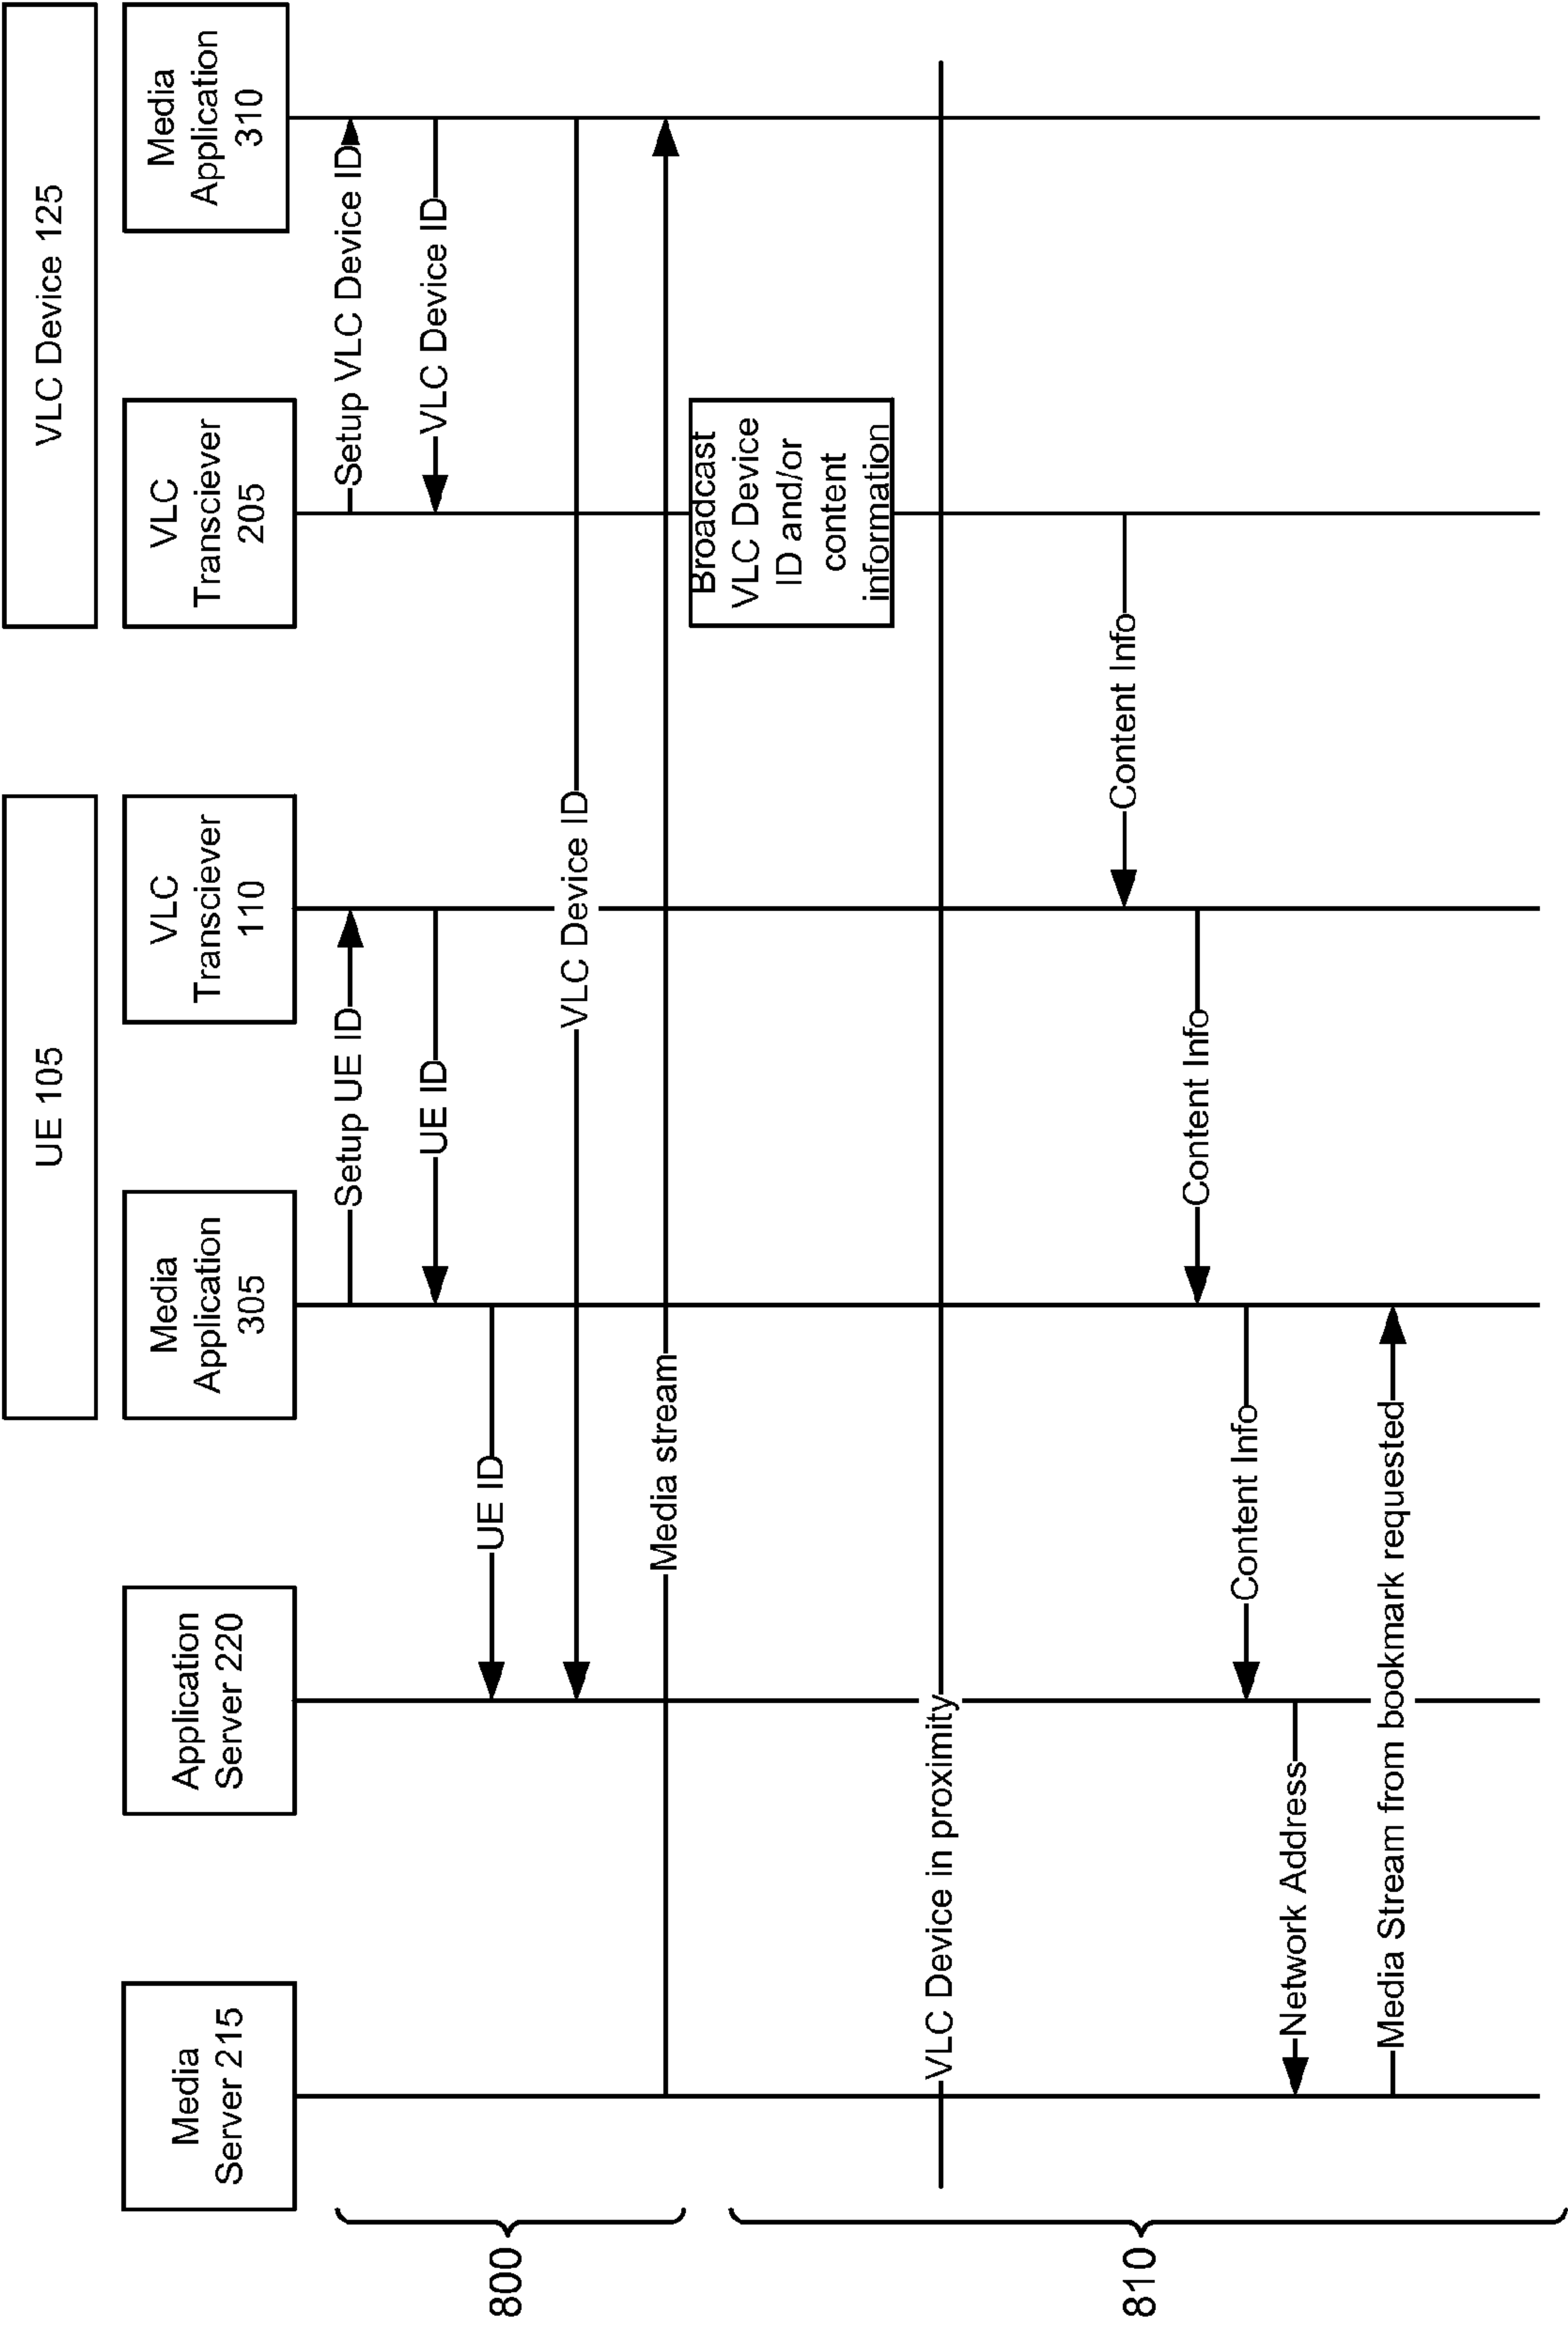 UE 105
VLC Device 125
Media
Server 215
Application
Server 220
Media
Application
305
VLC
Transciever
110
VLC
Transciever
205
Media
Application
310
Setup UE ID
Setup VLC Device ID
UE ID
VLC Device ID
UE ID
VLC Device ID
Media stream
800
Broadcast
VLC Device
ID and/or
content
information
VLC Device in proximity
Content Info
Content Info
Content Info
Network Address
Media Stream from bookmark requested
810